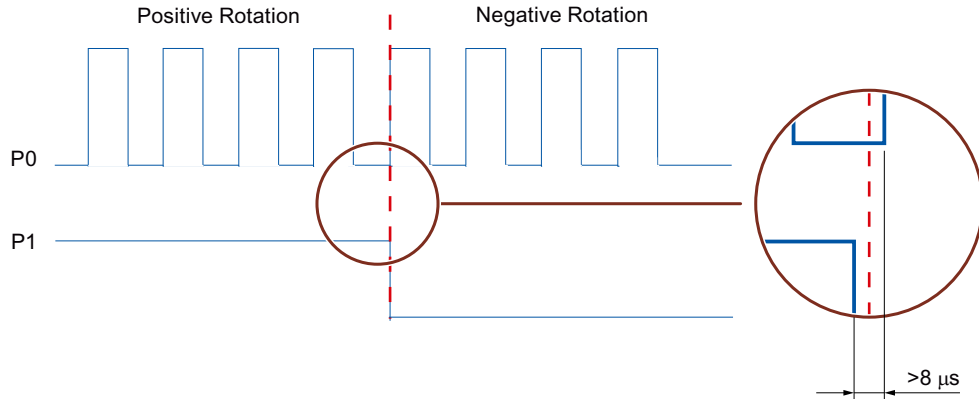 Positive Rotation
Negative Rotation
P0
P1
>8 μs